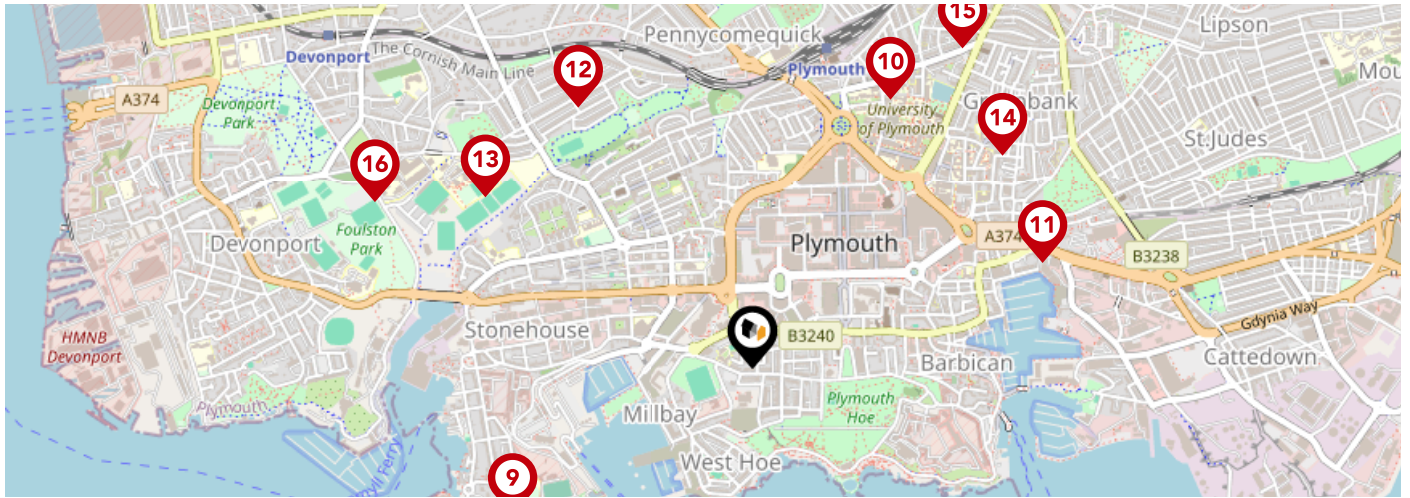 15
Lipson
Pennycomequick
Devonport
The Cornish Main Line
12
Plymouth
10
Mou
A374
Devonport
Park
University
of Plymouth
14
St.Judes
16
13
Foulston
Park
Devonport
Plymouth
A374
11
B3238
HMNB
Devonport
Stonehouse
B3240
Gdynia Way
Cattedown
Barbican
Plymouth
Plymouth
Hoe
Millbay
West Hoe
9